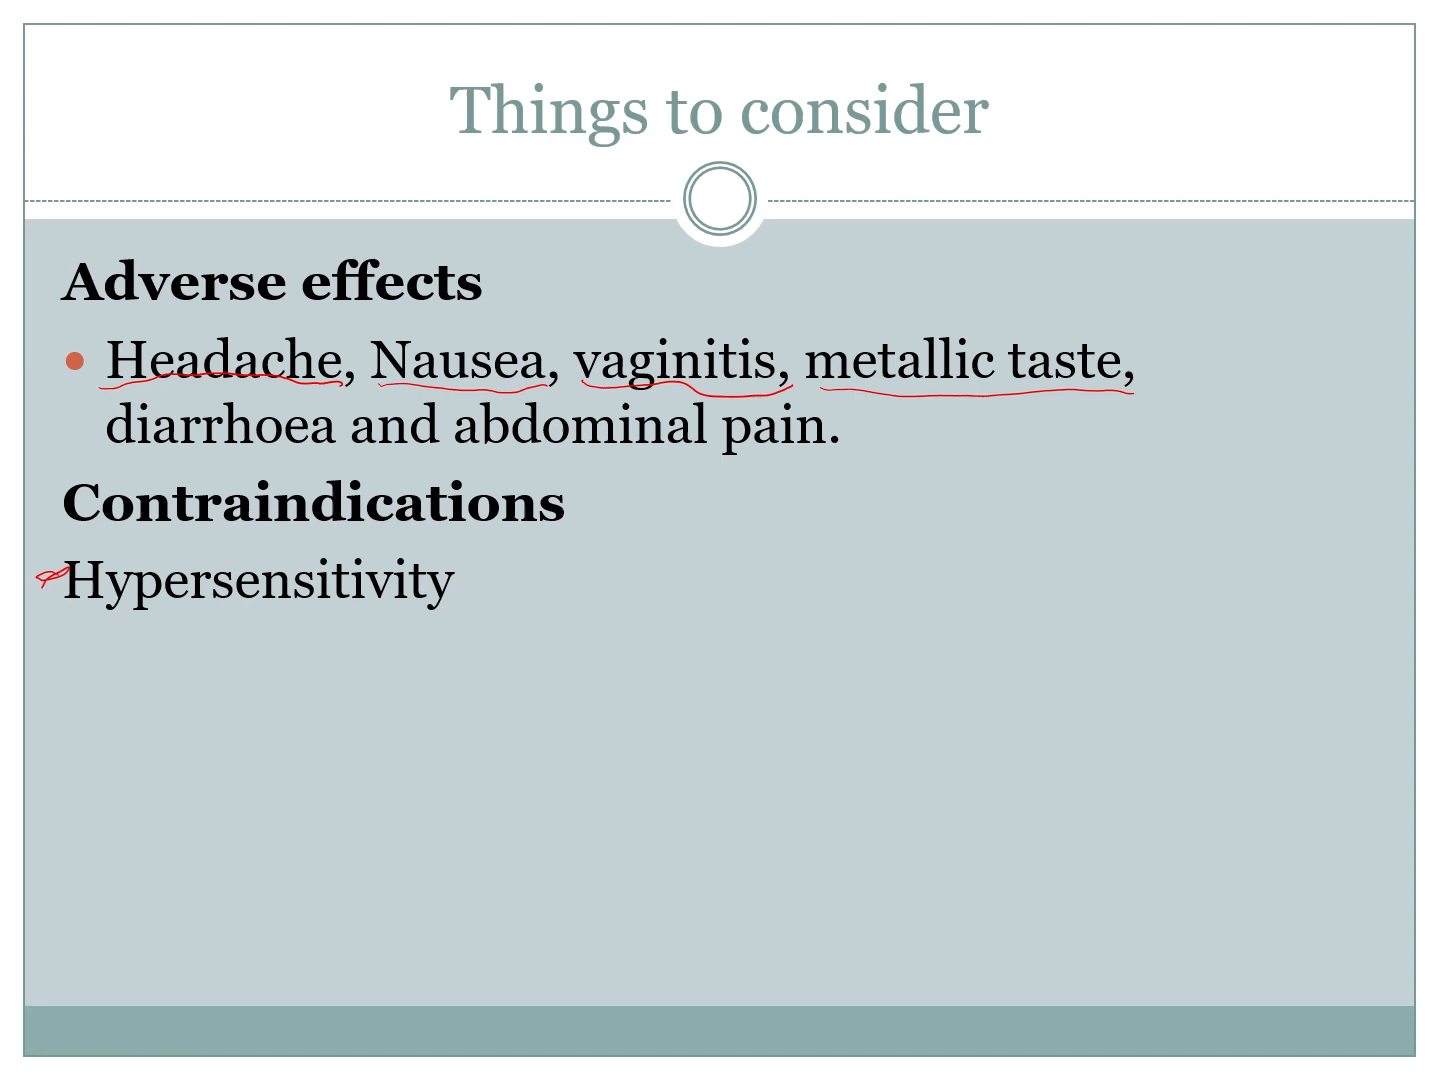 Things to consider
Adverse effects
• Headache, Nausea, vaginitis, metallic taste,
diarrhoea and abdominal pain.
Contraindications
Hypersensitivity